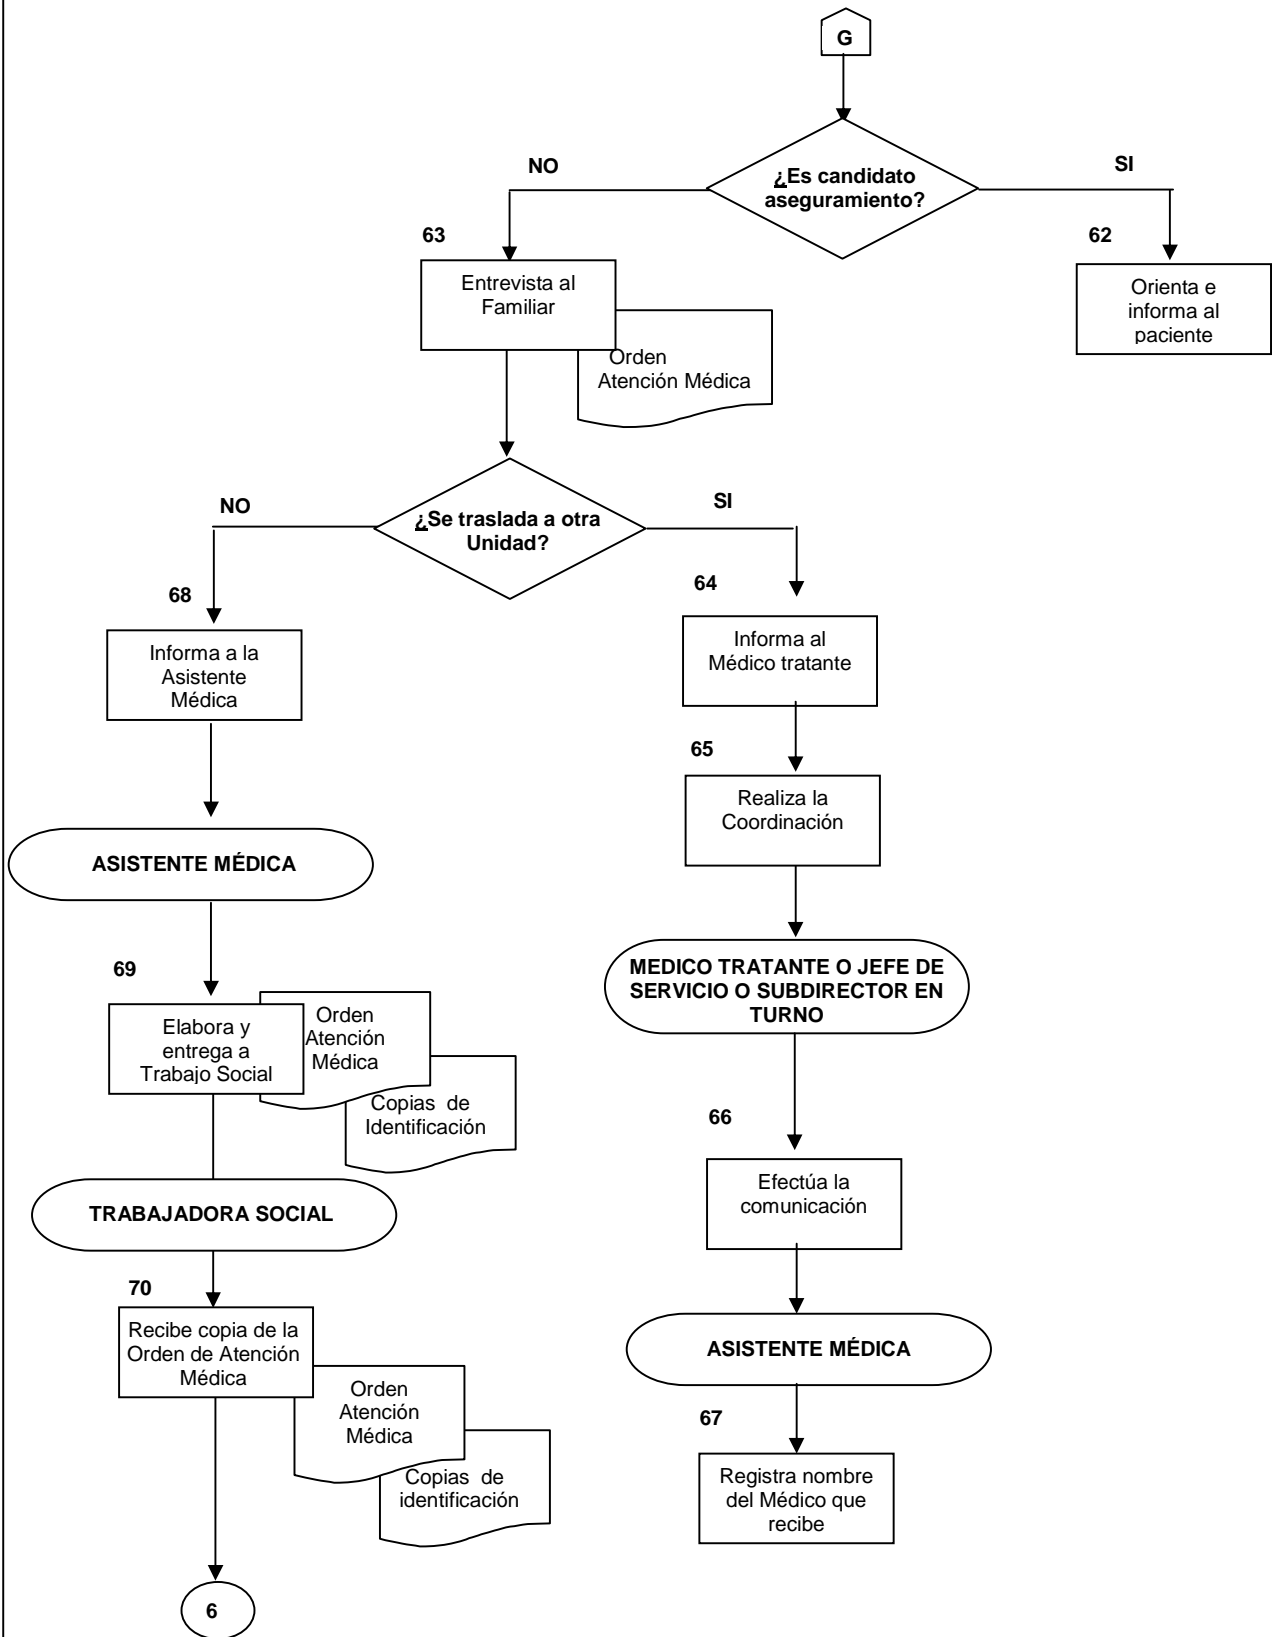 G
¿Es candidato
aseguramiento?
NO
SI
63
62
Entrevista al
Familiar
Orden
Atención Médica
Orienta e
informa al
paciente
¿Se traslada a otra
Unidad?
NO
SI
68
64
Informa a la
Asistente
Médica
Informa al
Médico tratante
65
Realiza la
Coordinación
ASISTENTE MÉDICA
MEDICO TRATANTE O JEFE DE
SERVICIO O SUBDIRECTOR EN
TURNO
69
Elabora y
entrega a
Trabajo Social
Orden
Atención
Médica
Copias de
Identificación
66
Efectúa la
comunicación
TRABAJADORA SOCIAL
70
Recibe copia de la
Orden de Atención
Médica
Orden
Atención
Médica
Copias de
identificación
ASISTENTE MÉDICA
67
Registra nombre
del Médico que
recibe
6